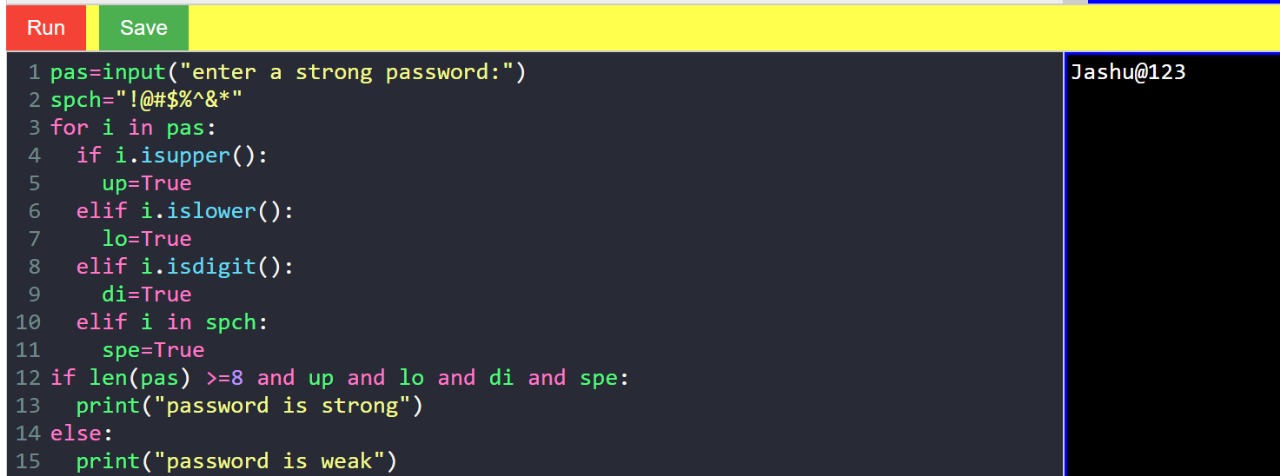 Run Save
1 pas=input("enter a strong password:")
2 spch="!@#$%^&*"
3 for i in pas:
4   if i.isupper():
5     up=True
6   elif i.islower():
7     lo=True
8   elif i.isdigit():
9     di=True
10   elif i in spch:
11     spe=True
12 if len(pas) >=8 and up and lo and di and spe:
13   print("password is strong")
14 else:
15   print("password is weak")
Jashu@123